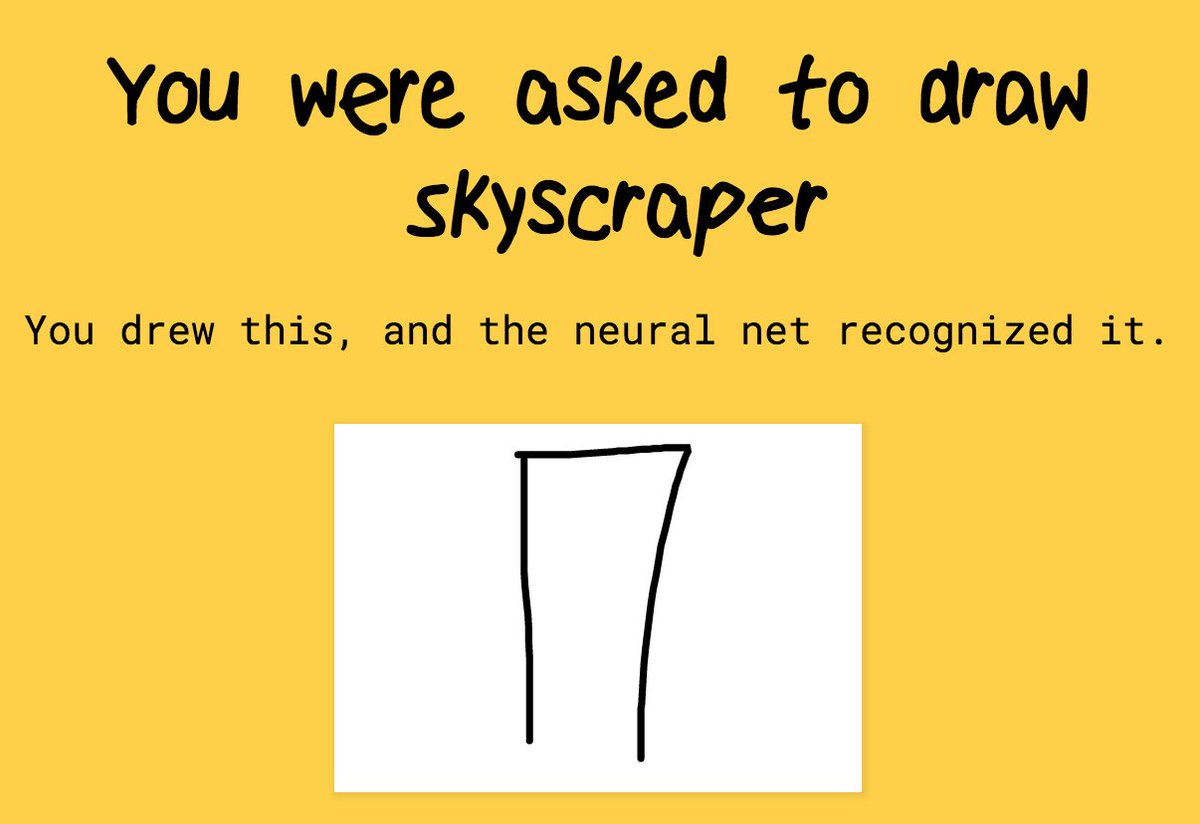 You were asked to draw
skyscraper
You drew this, and the neural net recognized it.